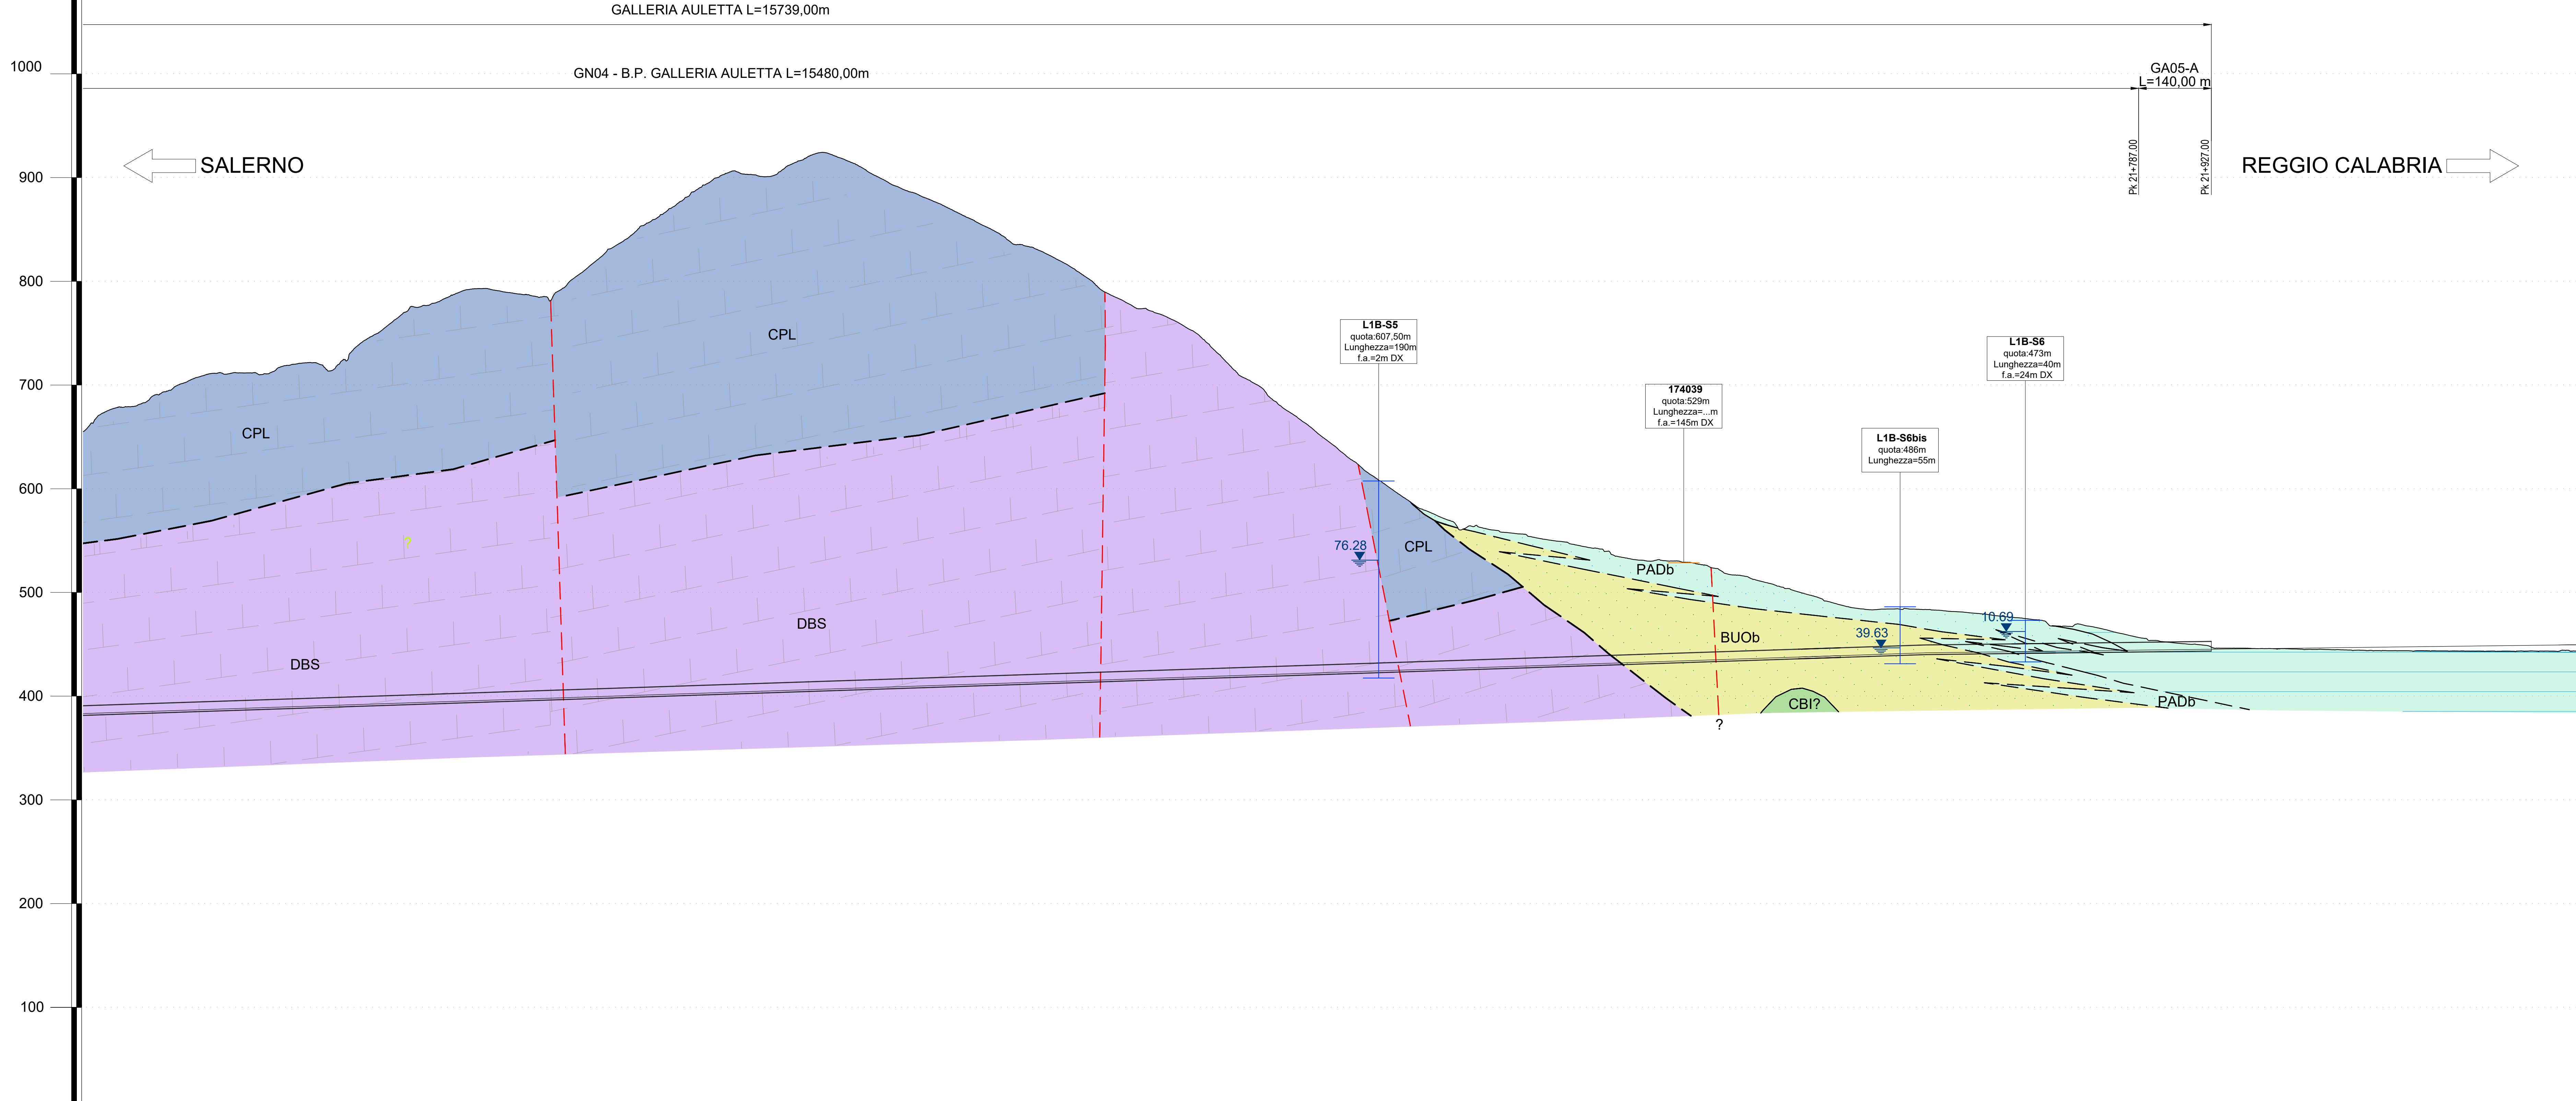 GALLERIA AULETTA L=15739,00m
1000
GN04 - B.P. GALLERIA AULETTA L=15480,00m
GA05-A
L=140,00 m
Pk 21+787.00
Pk 21+927.00
SALERNO
REGGIO CALABRIA
900
800
700
600
500
400
300
200
100
CPL
CPL
L1B-S5
quota:607,50m
Lunghezza=190m
f.a.=2m DX
L1B-S6
quota:473m
Lunghezza=40m
f.a.=24m DX
174039
quota:529m
Lunghezza=...m
f.a.=145m DX
L1B-S6bis
quota:486m
Lunghezza=55m
?
76.28
CPL
PADb
10.69
39.63
BUOb
DBS
DBS
CBI?
PADb
?